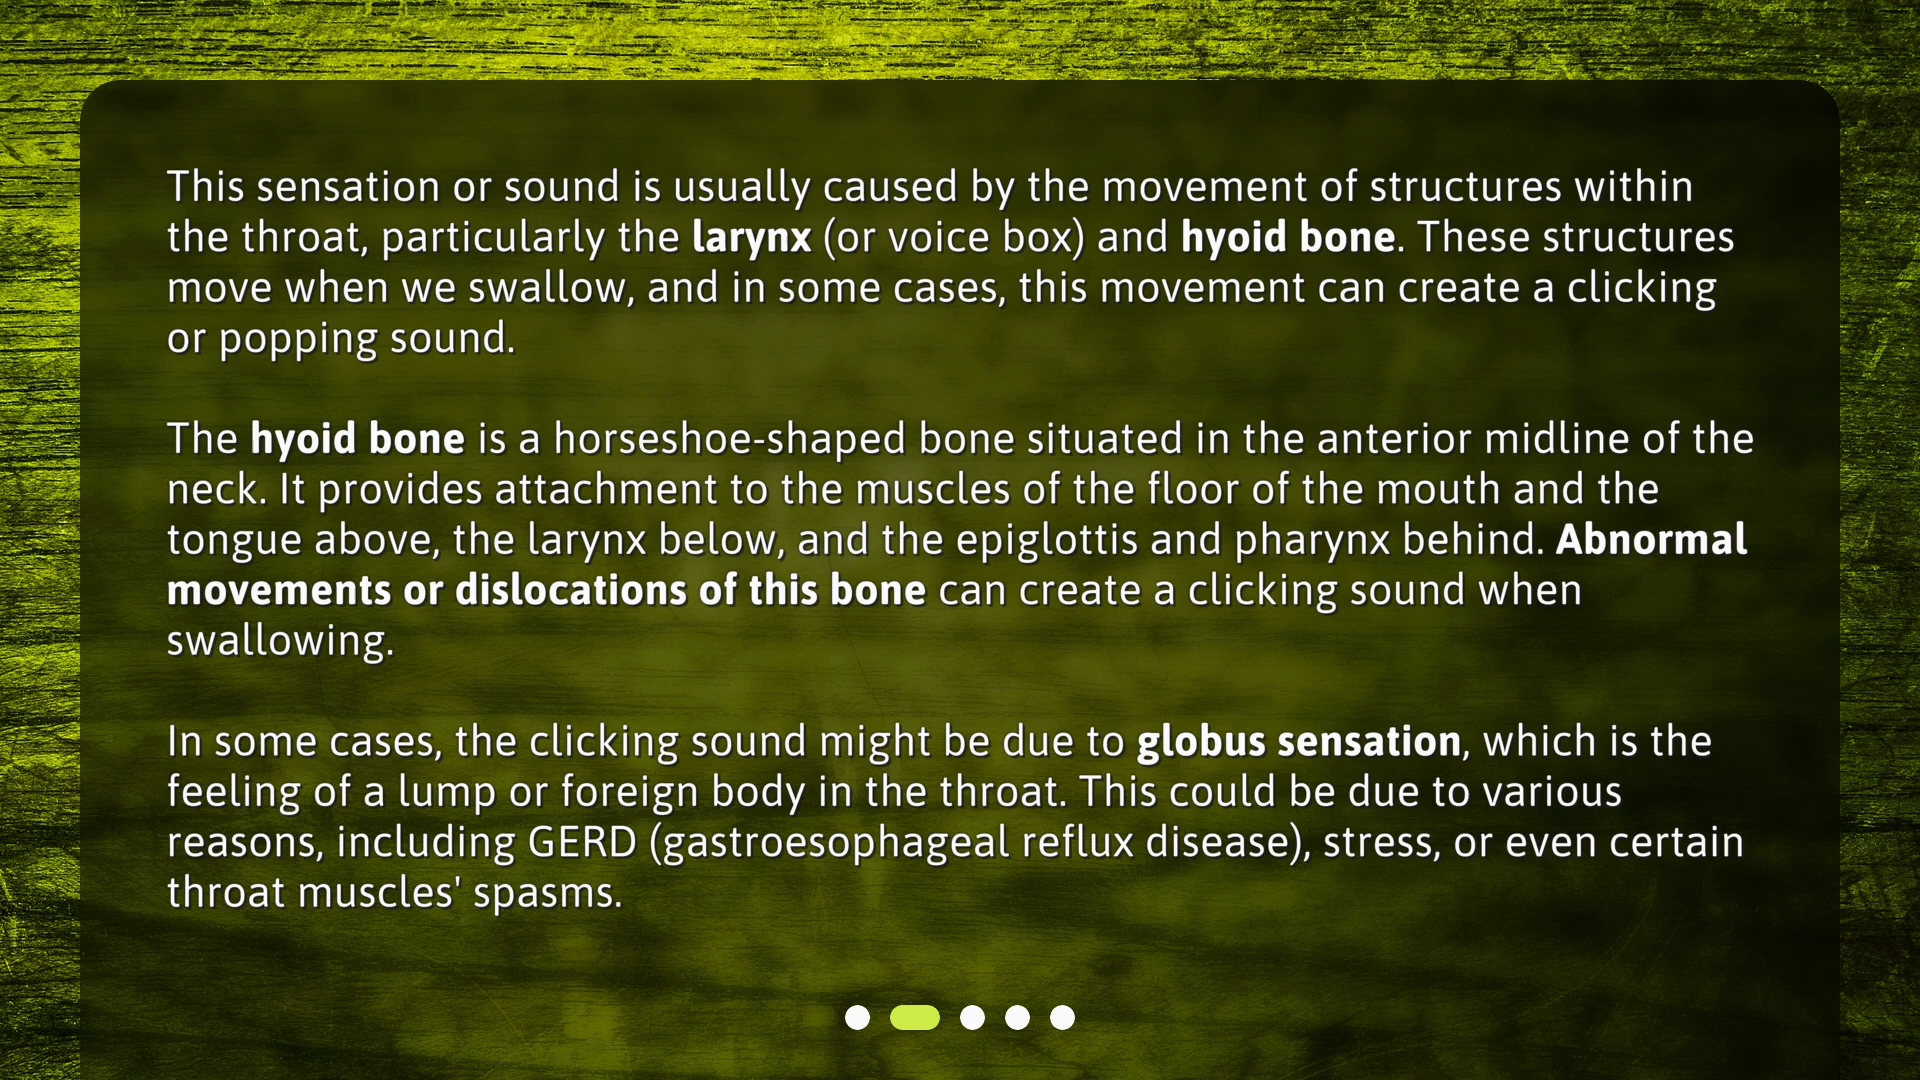 This sensation or sound is usually caused by the movement of structures within
the throat, particularly the larynx (or voice box) and hyoid bone. These structures
move when we swallow, and in some cases, this movement can create a clicking
or popping sound.
The hyoid bone is a horseshoe-shaped bone situated in the anterior midline of the
neck. It provides attachment to the muscles of the floor of the mouth and the
tongue above, the larynx below, and the epiglottis and pharynx behind. Abnormal
movements or dislocations of this bone can create a clicking sound when
swallowing.
In some cases, the clicking sound might be due to globus sensation, which is the
feeling of a lump or foreign body in the throat. This could be due to various
reasons, including GERD (gastroesophageal reflux disease), stress, or even certain
throat muscles' spasms.